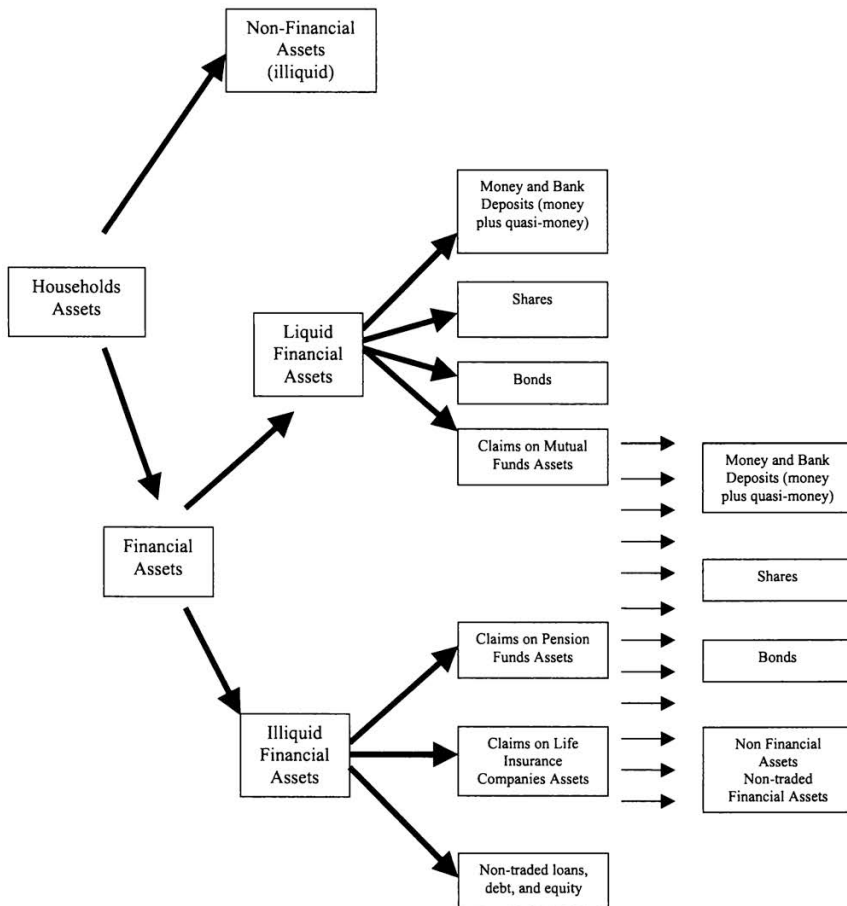 Non-Financial
Assets
(illiquid)
Households
Assets
Financial
Assets
Liquid
Financial
Assets
Illiquid
Financial
Assets
Money and Bank
Deposits (money
plus quasi-money)
Shares
Bonds
Claims on Mutual
Funds Assets
Claims on Pension
Funds Assets
Claims on Life
Insurance
Companies Assets
Non-traded loans,
debt, and equity
Money and Bank
Deposits (money
plus quasi-money)
Shares
Bonds
Non Financial
Assets
Non-traded
Financial Assets